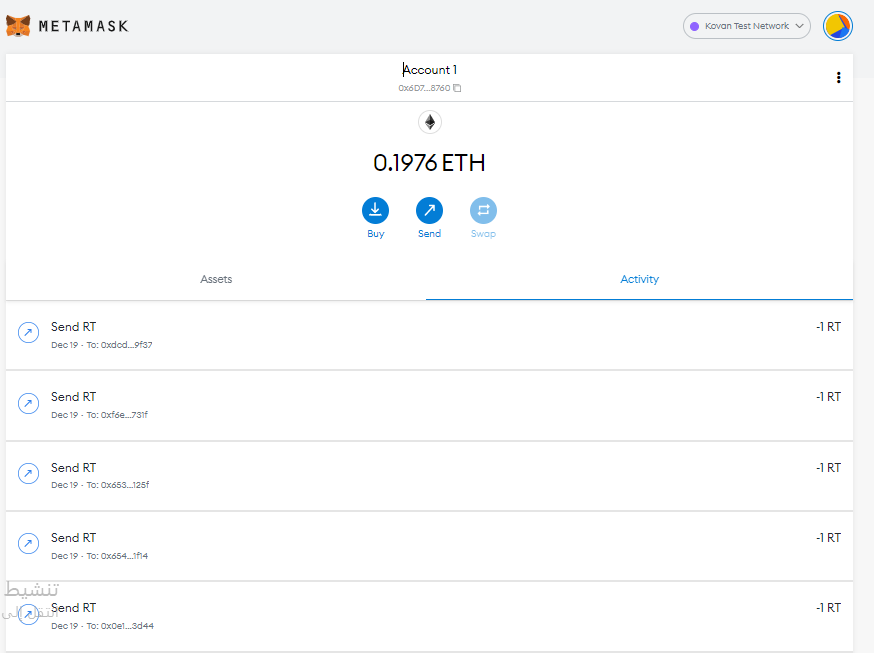 METAMASK
Kovan Test Network
Account 1
0x6D7...8760
0.1976 ETH
Buy
Send
Swap
Assets
Activity
Send RT
-1 RT
Dec 19 - To: 0xdcd...9f37
Send RT
-1 RT
Dec 19 - To: 0xf6e...731f
Send RT
-1 RT
Dec 19 - To: 0x653...125f
Send RT
-1 RT
Dec 19 - To: 0x654...1f14
تنشيط
Send RT
-1 RT
انتقل إلى
Dec 19 - To: 0x0e1...3d44